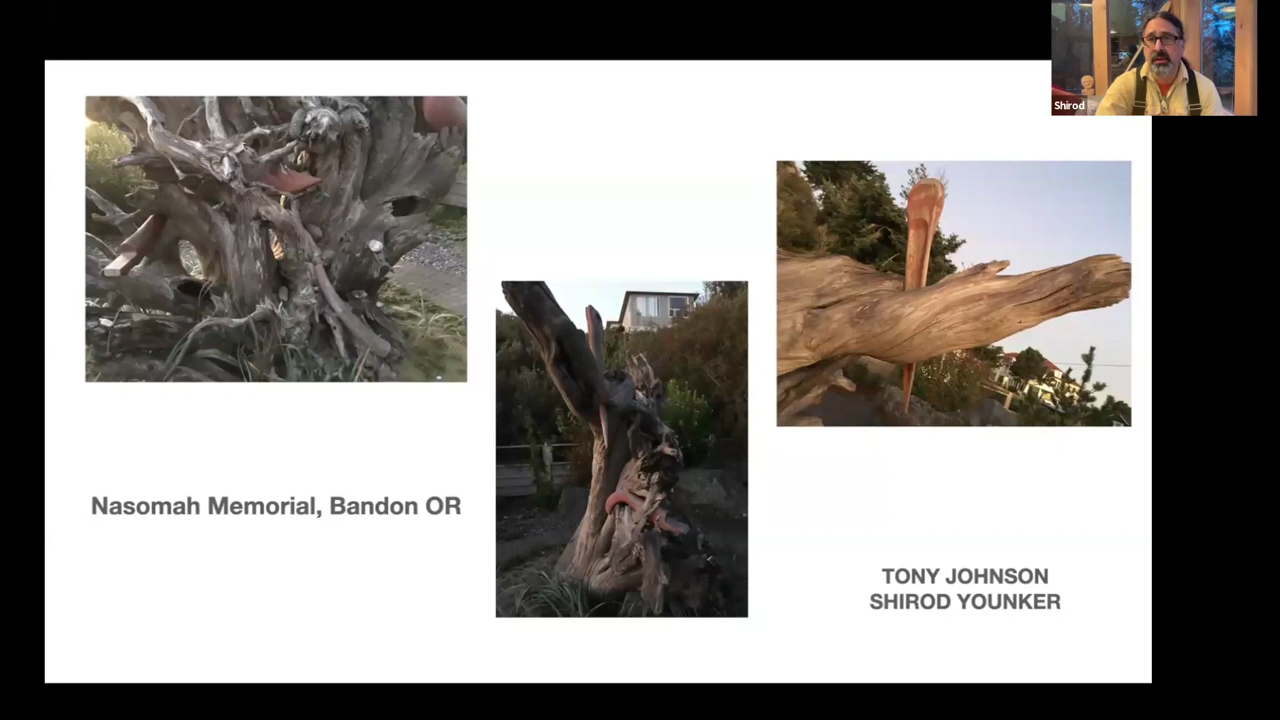 Shirod
Nasomah Memorial, Bandon OR
TONY JOHNSON
SHIROD YOUNKER